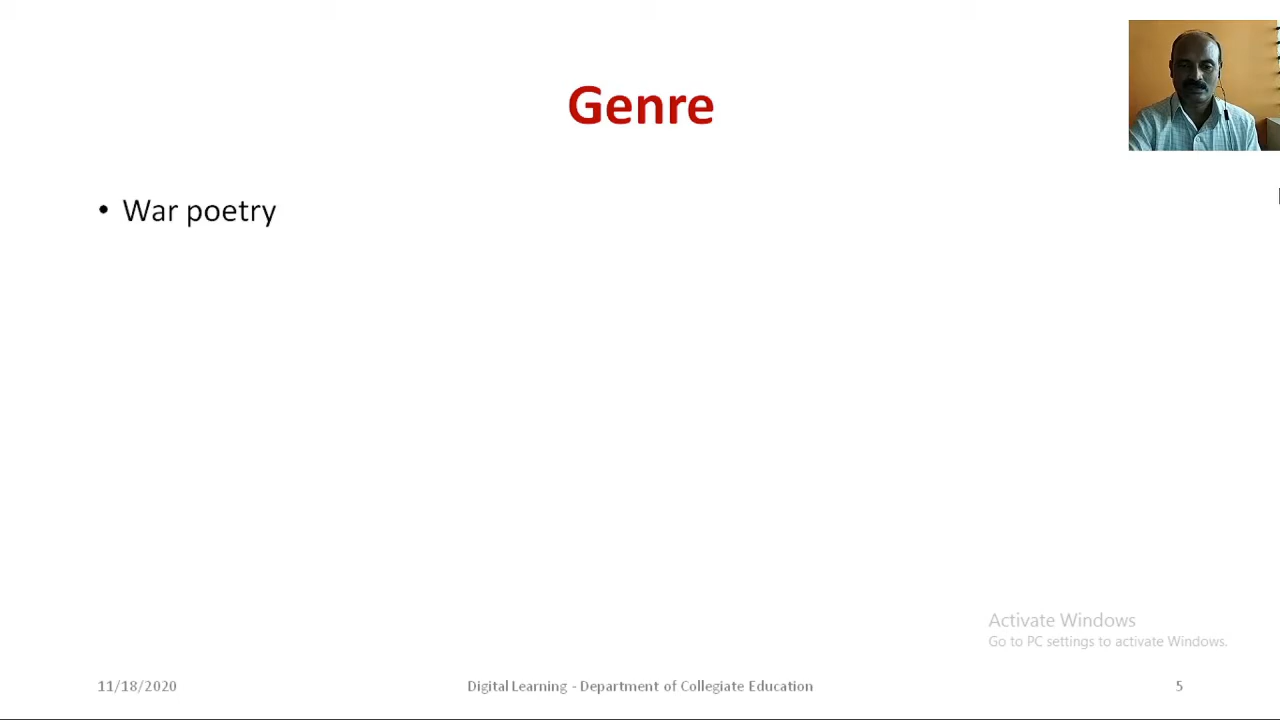 Genre
• War poetry
Activate Windows
Go to PC settings to activate Windows.
11/18/2020 Digital Learning - Department of Collegiate Education 5